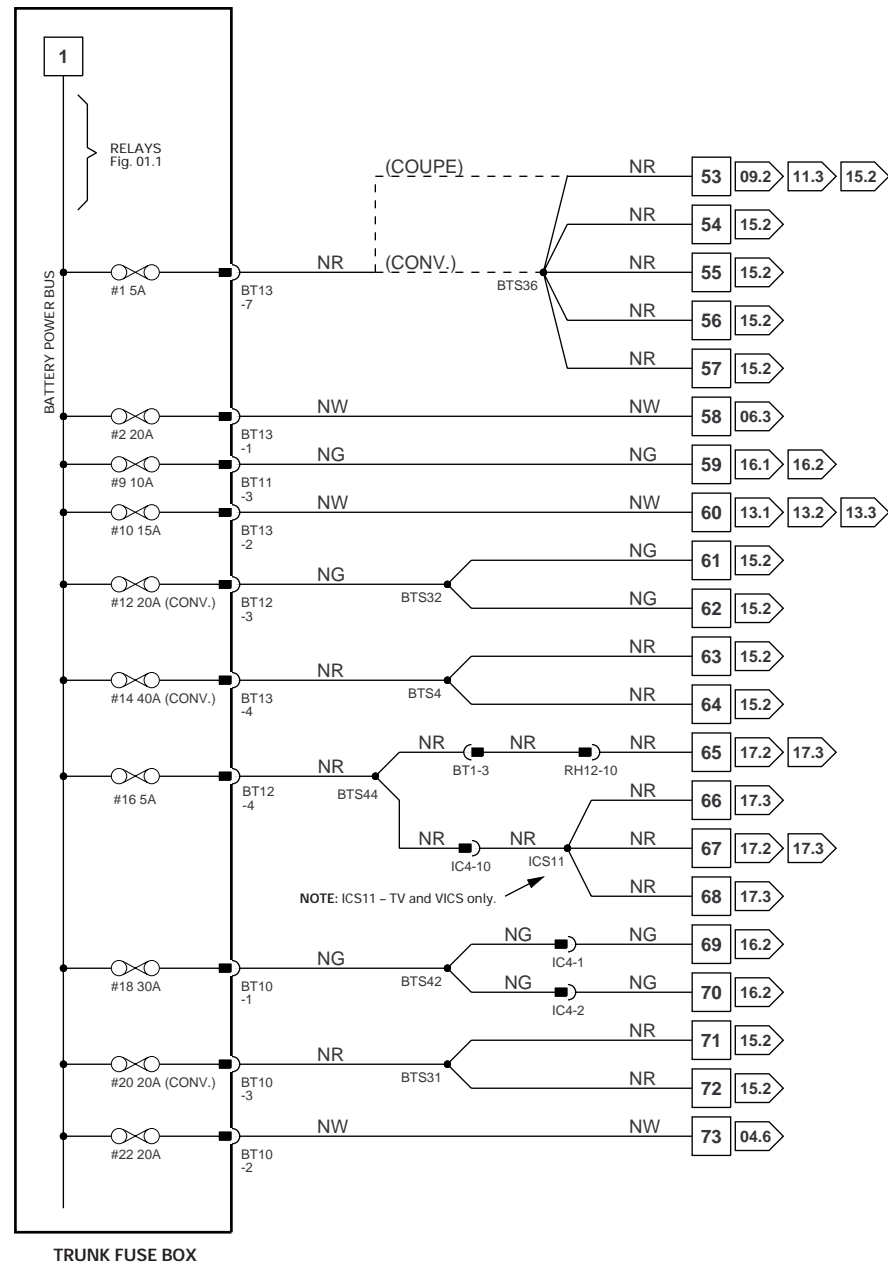 1
RELAYS
Fig. 01.1
BATTERY POWER BUS
(COUPE) NR 53 09.2 11.3 15.2
NR 54 15.2
#1 5A BT13 -7 NR (CONV.) BTS36 NR 55 15.2
NR 56 15.2
NR 57 15.2
#2 20A BT13 -1 NW NW 58 06.3
#9 10A BT11 -3 NG NG 59 16.1 16.2
#10 15A BT13 -2 NW NW 60 13.1 13.2 13.3
NG 61 15.2
#12 20A (CONV.) BT12 -3 NG BTS32
NG 62 15.2
NR 63 15.2
#14 40A (CONV.) BT13 -4 NR BTS4
NR 64 15.2
NR BT1-3 NR RH12-10 NR 65 17.2 17.3
#16 5A BT12 -4 NR BTS44
NR 66 17.3
NR IC4-10 NR ICS11 NR 67 17.2 17.3
NOTE: ICS11 – TV and VICS only.
NR 68 17.3
NG IC4-1 NG 69 16.2
#18 30A BT10 -1 NG BTS42
NG IC4-2 NG 70 16.2
NR 71 15.2
#20 20A (CONV.) BT10 -3 NR BTS31
NR 72 15.2
#22 20A BT10 -2 NW NW 73 04.6
TRUNK FUSE BOX